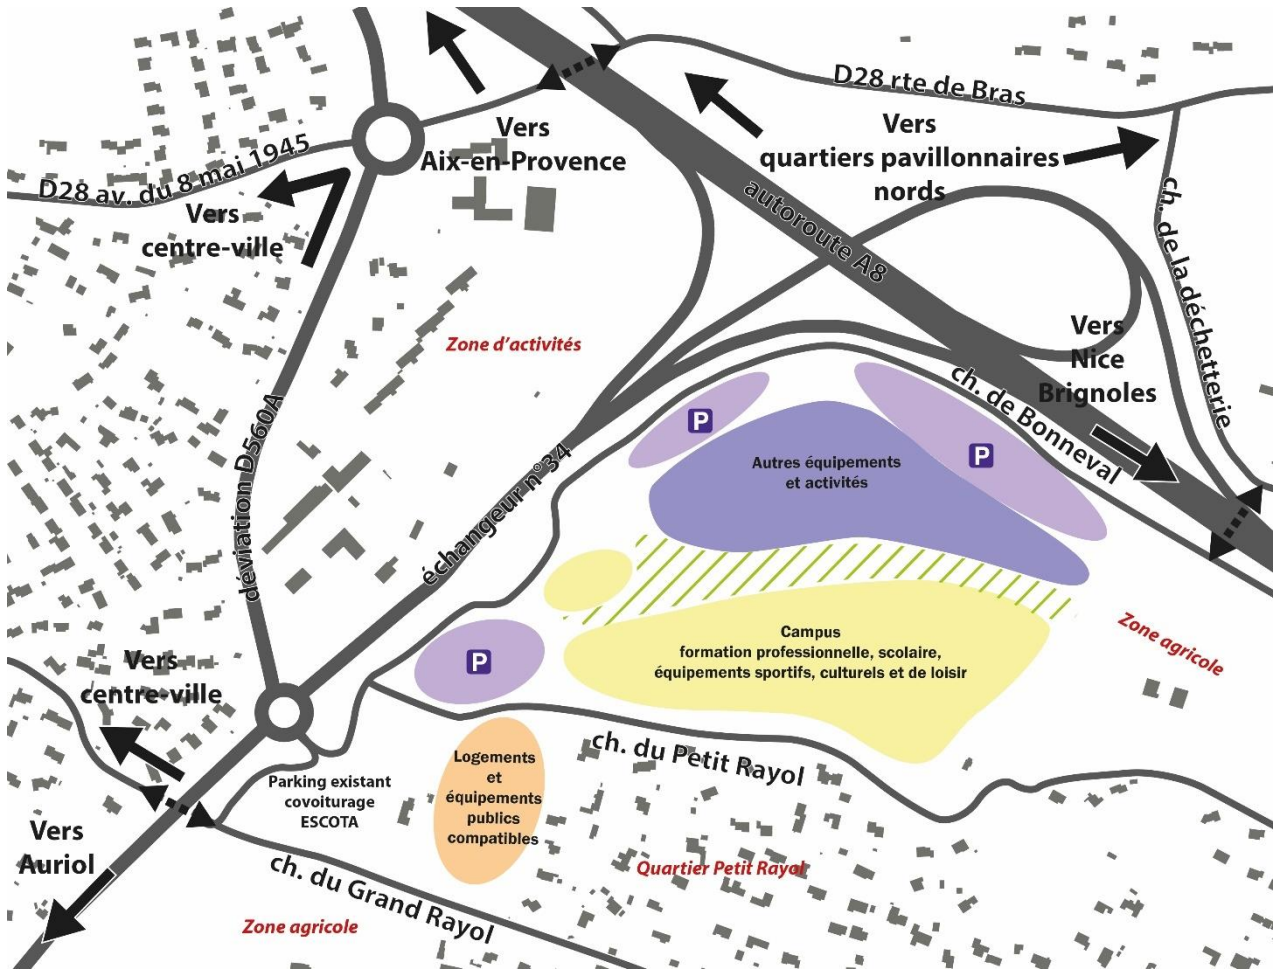 D28 rte de Bras
Vers
Aix-en-Provence
Vers
quartiers pavillonnaires
nords
D28 av. du 8 mai 1945
Vers
centre-ville
autoroute A8
ch. de la déchetterie
Zone d'activités
Vers
Nice
Brignoles
ch. de Bonneval
déviation D560A
échangeur n°34
P
P
Autres équipements
et activités
Zone agricole
Campus
formation professionnelle, scolaire,
équipements sportifs, culturels et de loisir
P
Vers
centre-ville
ch. du Petit Rayol
Logements
et
équipements
publics
compatibles
Parking existant
covoiturage
ESCOTA
Vers
Auriol
ch. du Grand Rayol
Quartier Petit Rayol
Zone agricole